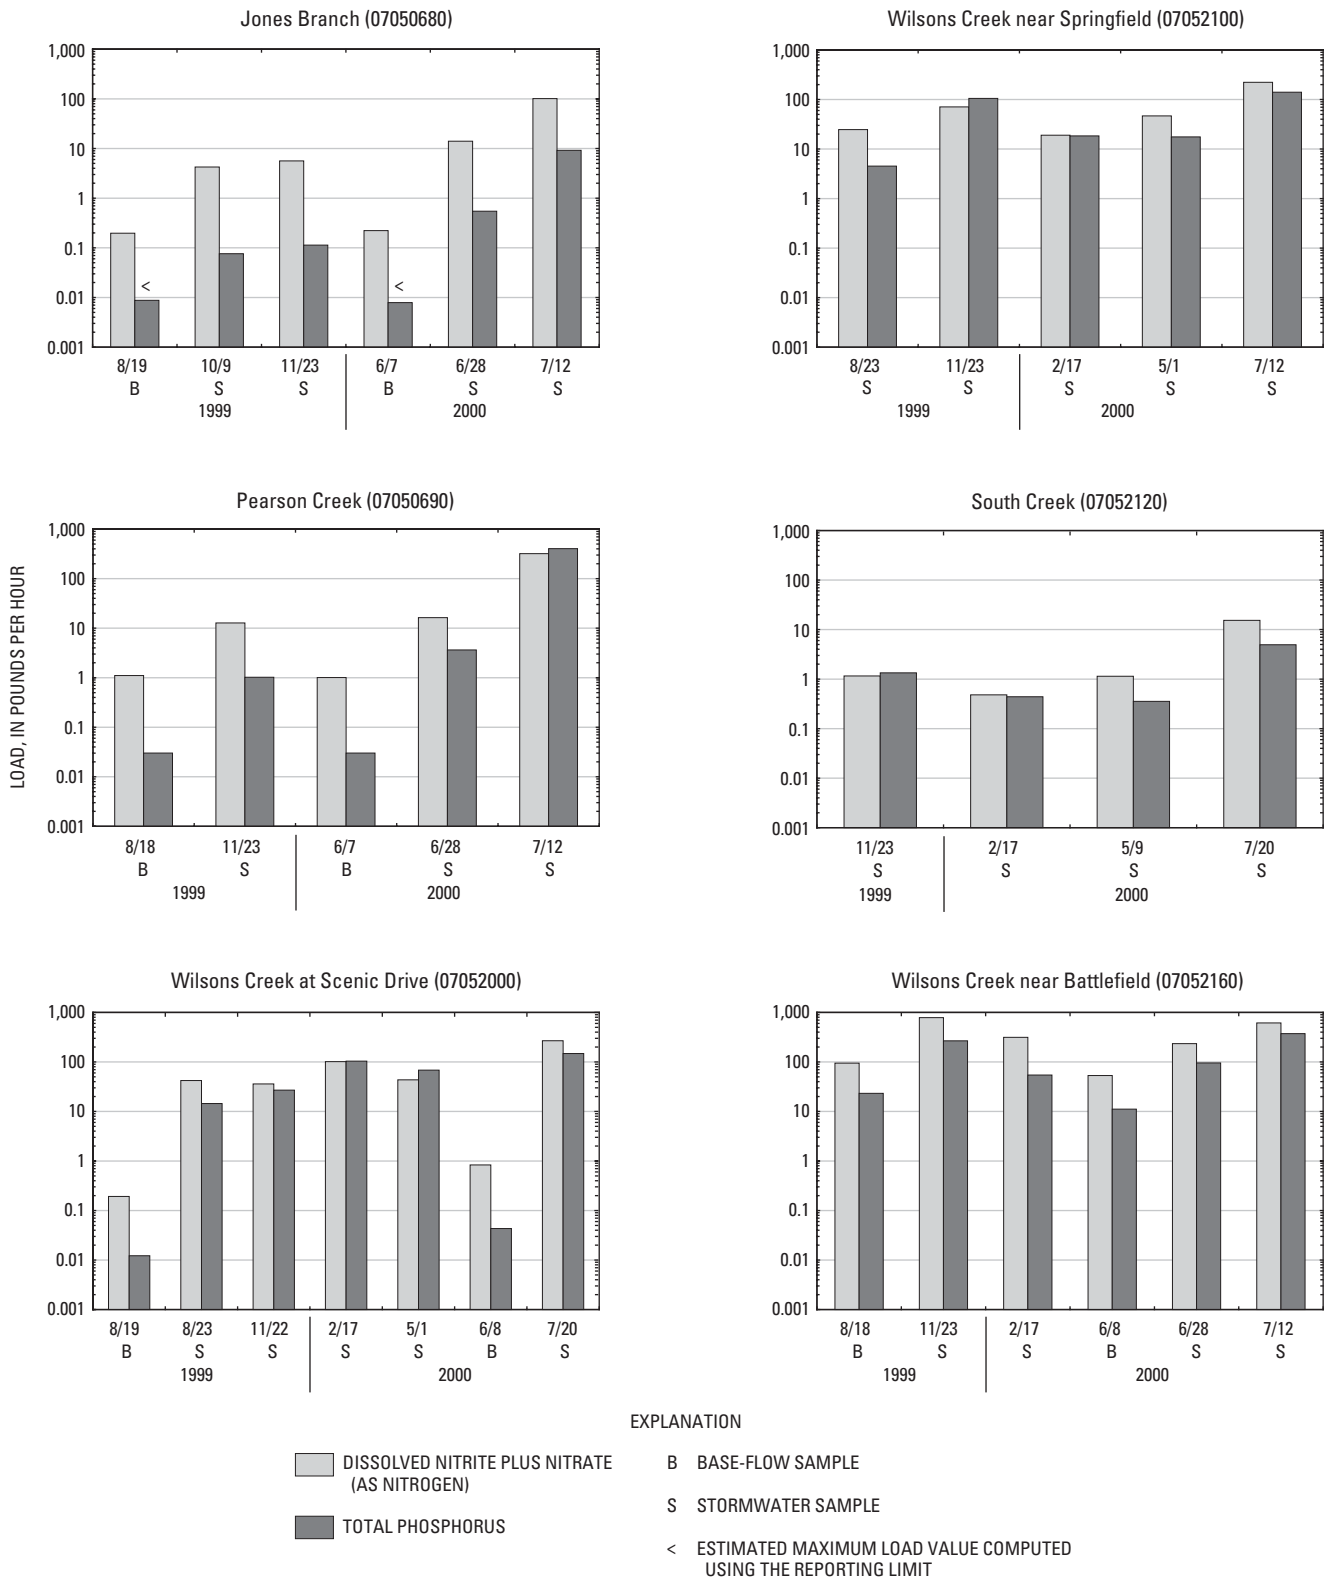 Jones Branch (07050680)
1,000
100
10
1
0.1
0.01
0.001
<
<
8/19 10/9 11/23 6/7 6/28 7/12
B S S B S S
1999 2000
Wilsons Creek near Springfield (07052100)
1,000
100
10
1
0.1
0.01
0.001
8/23 11/23 2/17 5/1 7/12
S S S S S
1999 2000
LOAD, IN POUNDS PER HOUR
Pearson Creek (07050690)
1,000
100
10
1
0.1
0.01
0.001
8/18 11/23 6/7 6/28 7/12
B S B S S
1999 2000
South Creek (07052120)
1,000
100
10
1
0.1
0.01
0.001
11/23 2/17 5/9 7/20
S S S S
1999 2000
Wilsons Creek at Scenic Drive (07052000)
1,000
100
10
1
0.1
0.01
0.001
8/19 8/23 11/22 2/17 5/1 6/8 7/20
B S S S S B S
1999 2000
Wilsons Creek near Battlefield (07052160)
1,000
100
10
1
0.1
0.01
0.001
8/18 11/23 2/17 6/8 6/28 7/12
B S S B S S
1999 2000
EXPLANATION
DISSOLVED NITRITE PLUS NITRATE
(AS NITROGEN)
TOTAL PHOSPHORUS
B BASE-FLOW SAMPLE
S STORMWATER SAMPLE
< ESTIMATED MAXIMUM LOAD VALUE COMPUTED
USING THE REPORTING LIMIT